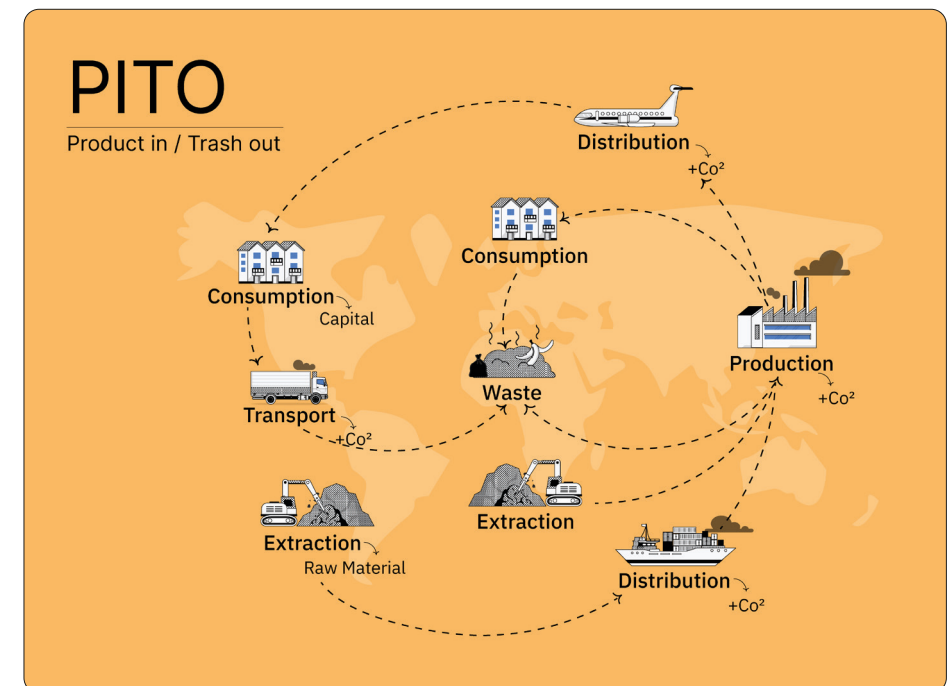 PITO
Product in / Trash out
Distribution
+Co²
Consumption
Consumption
Capital
Production
+Co²
Waste
Transport
+Co²
Extraction
Extraction
Raw Material
Distribution
+Co²